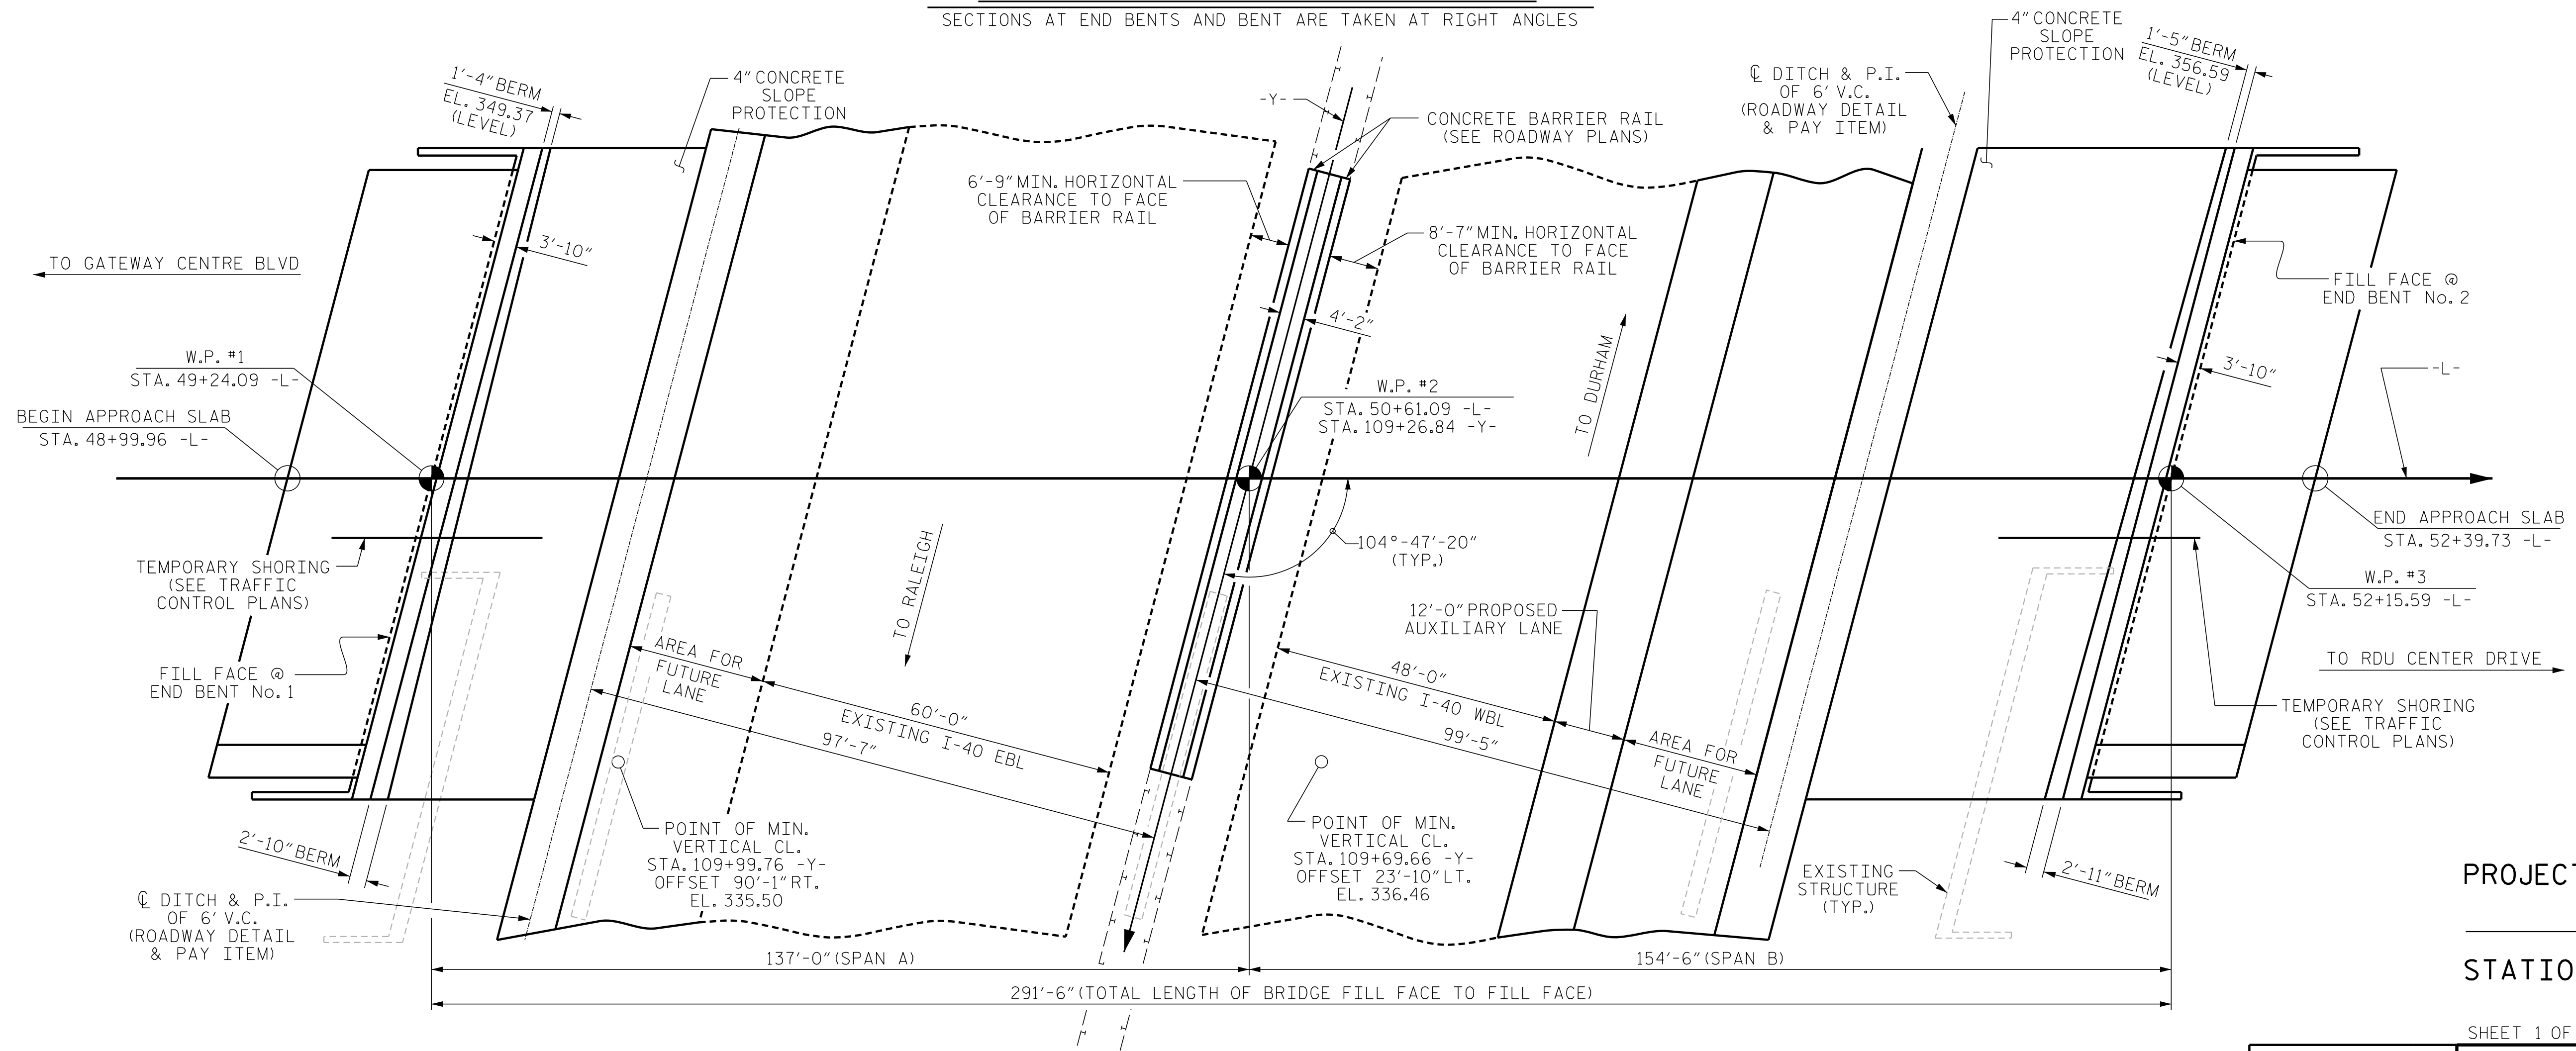 SECTIONS AT END BENTS AND BENT ARE TAKEN AT RIGHT ANGLES
1'-4" BERM
EL. 349.37
(LEVEL)
4" CONCRETE
SLOPE
PROTECTION
-Y-
CONCRETE BARRIER RAIL
(SEE ROADWAY PLANS)
℄ DITCH & P.I.
OF 6' V.C.
(ROADWAY DETAIL
& PAY ITEM)
4" CONCRETE
SLOPE
PROTECTION
1'-5" BERM
EL. 356.59
(LEVEL)
6'-9" MIN. HORIZONTAL
CLEARANCE TO FACE
OF BARRIER RAIL
8'-7" MIN. HORIZONTAL
CLEARANCE TO FACE
OF BARRIER RAIL
3'-10"
TO GATEWAY CENTRE BLVD
FILL FACE @
END BENT No. 2
4'-2"
3'-10"
-L-
W.P. #1
STA. 49+24.09 -L-
BEGIN APPROACH SLAB
STA. 48+99.96 -L-
W.P. #2
STA. 50+61.09 -L-
STA. 109+26.84 -Y-
TO DURHAM
END APPROACH SLAB
STA. 52+39.73 -L-
W.P. #3
STA. 52+15.59 -L-
TEMPORARY SHORING
(SEE TRAFFIC
CONTROL PLANS)
TO RALEIGH
104°-47'-20"
(TYP.)
12'-0" PROPOSED
AUXILIARY LANE
FILL FACE @
END BENT No. 1
AREA FOR
FUTURE
LANE
60'-0"
EXISTING I-40 EBL
97'-7"
48'-0"
EXISTING I-40 WBL
99'-5"
AREA FOR
FUTURE
LANE
TO RDU CENTER DRIVE
TEMPORARY SHORING
(SEE TRAFFIC
CONTROL PLANS)
2'-10" BERM
POINT OF MIN.
VERTICAL CL.
STA. 109+99.76 -Y-
OFFSET 90'-1" RT.
EL. 335.50
POINT OF MIN.
VERTICAL CL.
STA. 109+69.66 -Y-
OFFSET 23'-10" LT.
EL. 336.46
EXISTING
STRUCTURE
(TYP.)
2'-11" BERM
℄ DITCH & P.I.
OF 6' V.C.
(ROADWAY DETAIL
& PAY ITEM)
137'-0" (SPAN A)
154'-6" (SPAN B)
291'-6" (TOTAL LENGTH OF BRIDGE FILL FACE TO FILL FACE)
PROJECT
STATIO
SHEET 1 OF